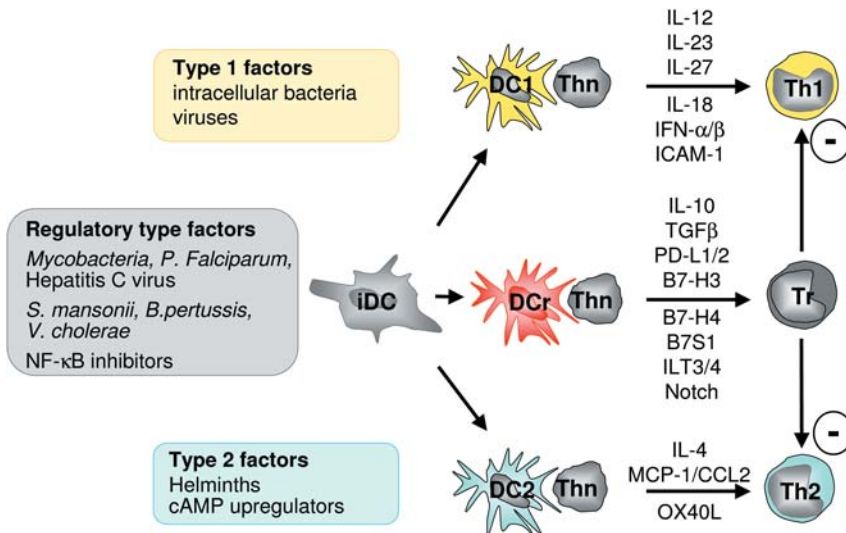 Type 1 factors
intracellular bacteria
viruses
DC1
Thn
IL-12
IL-23
IL-27
IL-18
IFN-α/β
ICAM-1
Th1
-
Regulatory type factors
Mycobacteria, P. Falciparum,
Hepatitis C virus
S. mansonii, B.pertussis,
V. cholerae
NF-κB inhibitors
iDC
DCr
Thn
IL-10
TGFβ
PD-L1/2
B7-H3
B7-H4
B7S1
ILT3/4
Notch
Tr
-
Type 2 factors
Helminths
cAMP upregulators
DC2
Thn
IL-4
MCP-1/CCL2
OX40L
Th2